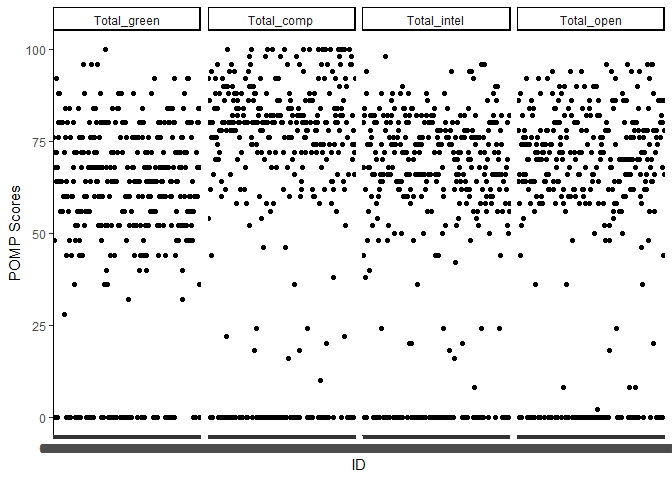 Total_green
Total_comp
Total_intel
Total_open
100
75
50
25
0
POMP Scores
ID